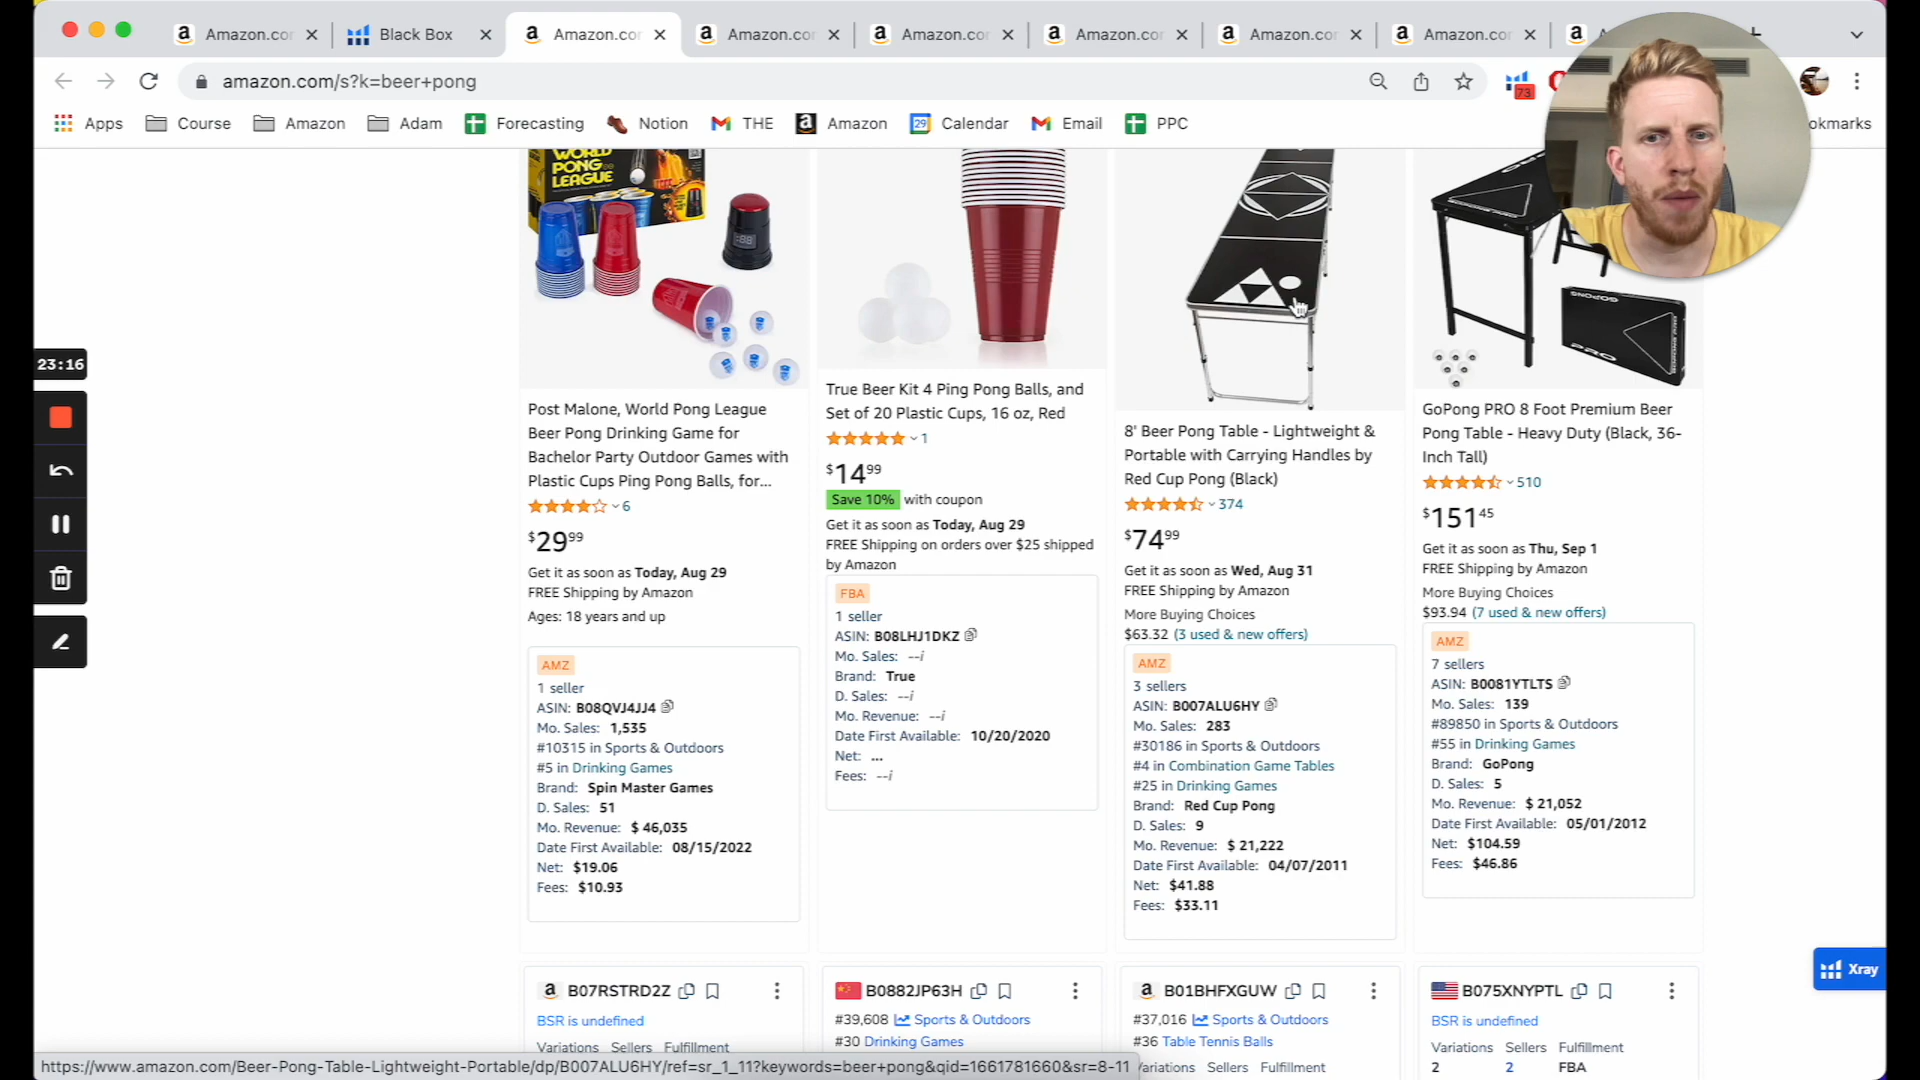 Amazon.co
Black Box
Amazon.co
Amazon.co
Amazon.co
Amazon.co
Amazon.co
Amazon.co
amazon.com/s?k=beer+pong
73
Apps
Course
Amazon
Adam
Forecasting
Notion
THE
Amazon
29
Calendar
Email
PPC
okmarks
23:16
WORLD
PONG
LEAGUE
:88
GOPONG
PRO
Post Malone, World Pong League
Beer Pong Drinking Game for
Bachelor Party Outdoor Games with
Plastic Cups Ping Pong Balls, for...
6
$29 99
Get it as soon as Today, Aug 29
FREE Shipping by Amazon
Ages: 18 years and up
AMZ
1 seller
ASIN: B08QVJ4JJ4
Mo. Sales: 1,535
#10315 in Sports & Outdoors
#5 in Drinking Games
Brand: Spin Master Games
D. Sales: 51
Mo. Revenue: $ 46,035
Date First Available: 08/15/2022
Net: $19.06
Fees: $10.93
True Beer Kit 4 Ping Pong Balls, and
Set of 20 Plastic Cups, 16 oz, Red
1
$14 99
Save 10% with coupon
Get it as soon as Today, Aug 29
FREE Shipping on orders over $25 shipped
by Amazon
FBA
1 seller
ASIN: B08LHJ1DKZ
Mo. Sales: --i
Brand: True
D. Sales: --i
Mo. Revenue: --i
Date First Available: 10/20/2020
Net: ...
Fees: --i
8' Beer Pong Table - Lightweight &
Portable with Carrying Handles by
Red Cup Pong (Black)
374
$74 99
Get it as soon as Wed, Aug 31
FREE Shipping by Amazon
More Buying Choices
$63.32 (3 used & new offers)
AMZ
3 sellers
ASIN: B007ALU6HY
Mo. Sales: 283
#30186 in Sports & Outdoors
#4 in Combination Game Tables
#25 in Drinking Games
Brand: Red Cup Pong
D. Sales: 9
Mo. Revenue: $ 21,222
Date First Available: 04/07/2011
Net: $41.88
Fees: $33.11
GoPong PRO 8 Foot Premium Beer
Pong Table - Heavy Duty (Black, 36-
Inch Tall)
510
$151 45
Get it as soon as Thu, Sep 1
FREE Shipping by Amazon
More Buying Choices
$93.94 (7 used & new offers)
AMZ
7 sellers
ASIN: B0081YTLTS
Mo. Sales: 139
#89850 in Sports & Outdoors
#55 in Drinking Games
Brand: GoPong
D. Sales: 5
Mo. Revenue: $ 21,052
Date First Available: 05/01/2012
Net: $104.59
Fees: $46.86
Xray
B07RSTRD2Z
BSR is undefined
Variations Sellers Fulfillment
B0882JP63H
#39,608 Sports & Outdoors
#30 Drinking Games
B01BHFXGUW
#37,016 Sports & Outdoors
#36 Table Tennis Balls
Variations Sellers Fulfillment
B075XNYPTL
BSR is undefined
Variations Sellers Fulfillment
2 2 FBA
https://www.amazon.com/Beer-Pong-Table-Lightweight-Portable/dp/B007ALU6HY/ref=sr_1_11?keywords=beer+pong&qid=1661781660&sr=8-11